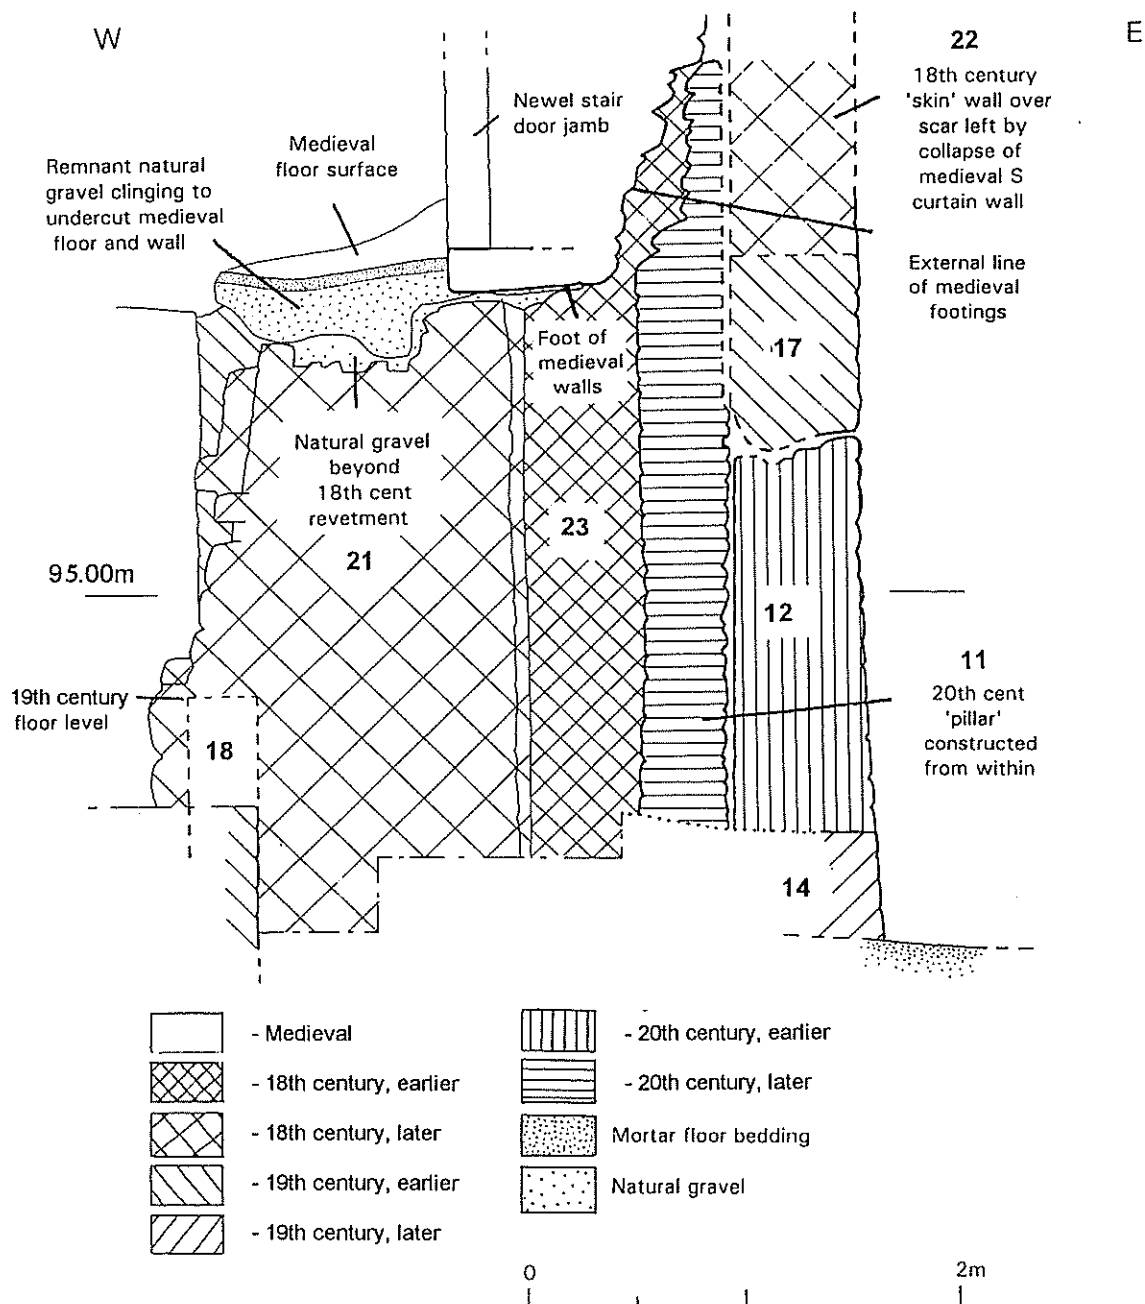 W
E
22
18th century
'skin' wall over
scar left by
collapse of
medieval S
curtain wall
Newel stair
door jamb
Medieval
floor surface
Remnant natural
gravel clinging to
undercut medieval
floor and wall
External line
of medieval
footings
Foot of
medieval
walls
17
Natural gravel
beyond
18th cent
revetment
21
23
95.00m
12
11
20th cent
'pillar'
constructed
from within
19th century
floor level
18
14
- Medieval
- 18th century, earlier
- 18th century, later
- 19th century, earlier
- 19th century, later
- 20th century, earlier
- 20th century, later
Mortar floor bedding
Natural gravel
0
2m